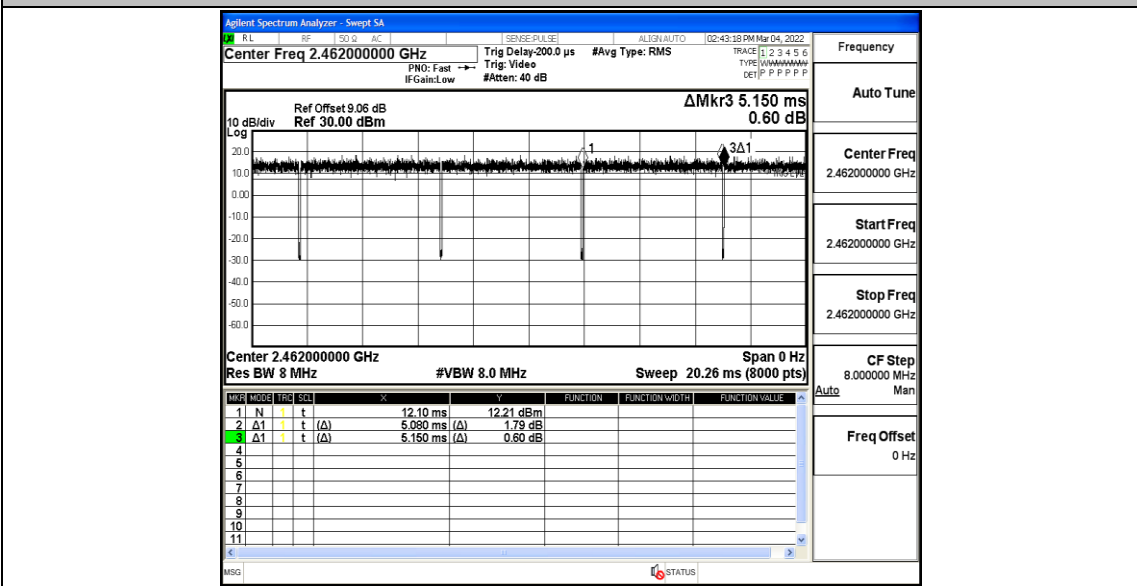 Agilent Spectrum Analyzer - Swept SA
RL RF 50 Ω AC SENSE:PULSE ALIGN AUTO 02:43:18 PM Mar 04, 2022
Center Freq 2.462000000 GHz
PNO: Fast
IFGain:Low
Trig Delay-200.0 µs
Trig: Video
#Atten: 40 dB
#Avg Type: RMS
TRACE 1 2 3 4 5 6
TYPE
DET P P P P P P
ΔMkr3 5.150 ms
0.60 dB
Ref Offset 9.06 dB
10 dB/div Ref 30.00 dBm
Log
1
3Δ1
20.0
10.0
0.00
-10.0
-20.0
-30.0
-40.0
-50.0
-60.0
Center 2.462000000 GHz Span 0 Hz
Res BW 8 MHz #VBW 8.0 MHz Sweep 20.26 ms (8000 pts)
MKR MODE TRC SCL X Y FUNCTION FUNCTION WIDTH FUNCTION VALUE
1 N 1 t 12.10 ms 12.21 dBm
2 Δ1 1 t (Δ) 5.080 ms (Δ) 1.79 dB
3 Δ1 1 t (Δ) 5.150 ms (Δ) 0.60 dB
4
5
6
7
8
9
10
11
MSG STATUS
Frequency
Auto Tune
Center Freq
2.462000000 GHz
Start Freq
2.462000000 GHz
Stop Freq
2.462000000 GHz
CF Step
8.000000 MHz
Auto Man
Freq Offset
0 Hz